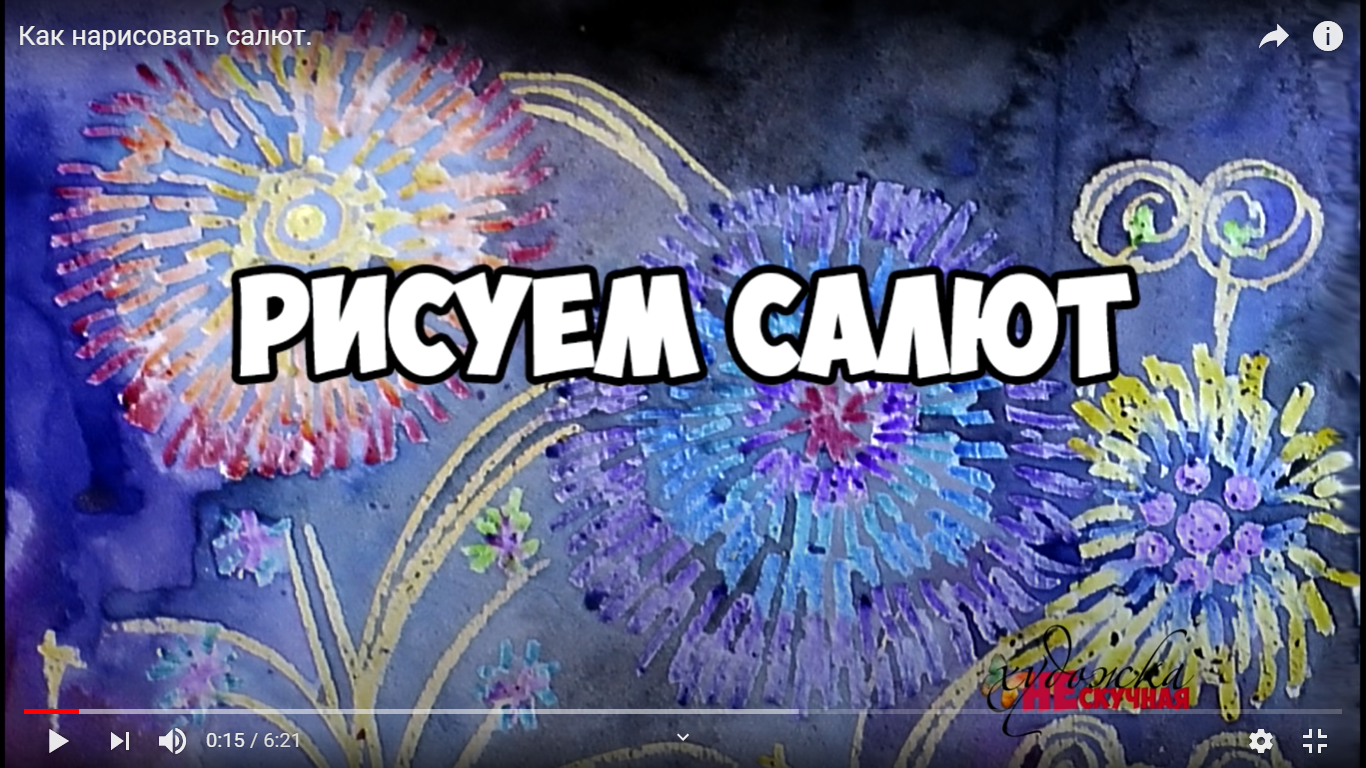 Как нарисовать салют.
РИСУЕМ САЛЮТ
художка
НЕСКУЧНАЯ
0:15 / 6:21